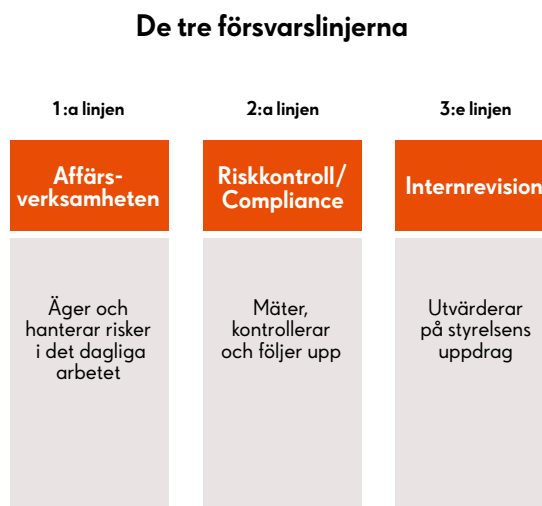 De tre försvarslinjerna
1:a linjen
2:a linjen
3:e linjen
Affärs-
verksamheten
Riskkontroll/
Compliance
Internrevision
Äger och
hanterar risker
i det dagliga
arbetet
Mäter,
kontrollerar
och följer upp
Utvärderar
på styrelsens
uppdrag